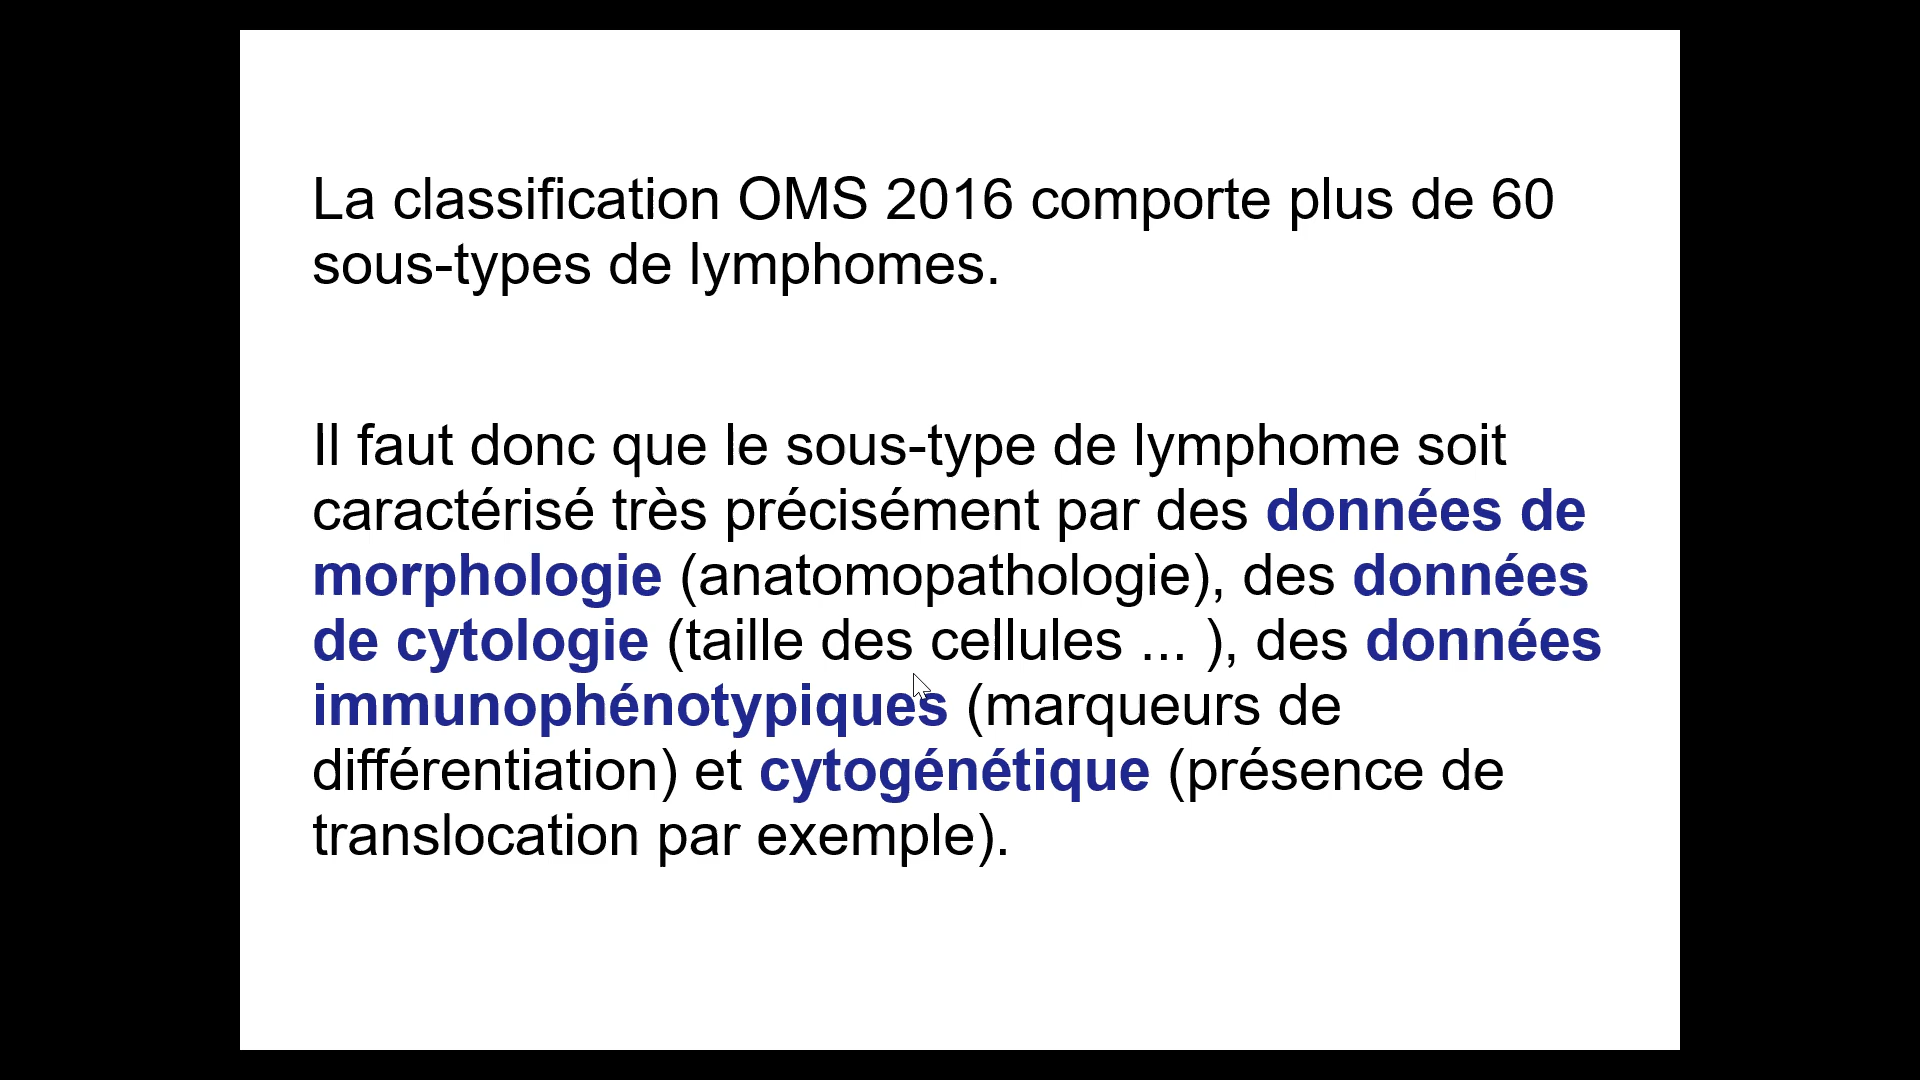 La classification OMS 2016 comporte plus de 60
sous-types de lymphomes.
Il faut donc que le sous-type de lymphome soit
caractérisé très précisément par des données de
morphologie (anatomopathologie), des données
de cytologie (taille des cellules ... ), des données
immunophénotypiques (marqueurs de
différentiation) et cytogénétique (présence de
translocation par exemple).